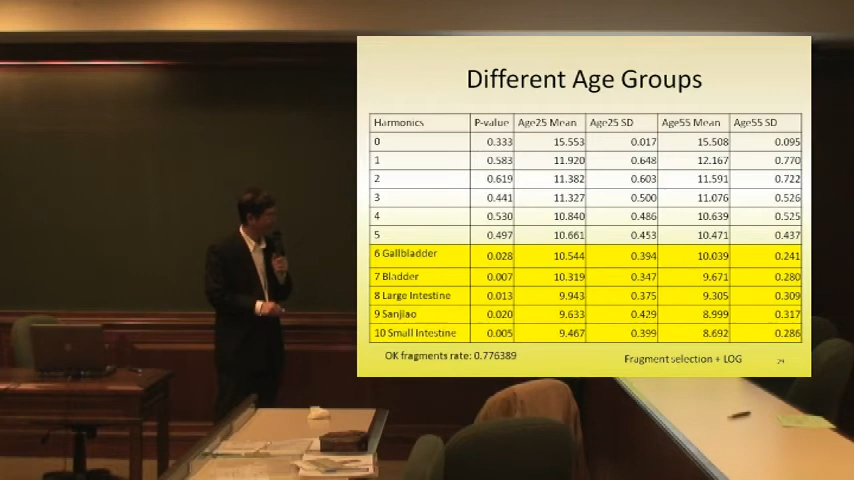 Different Age Groups
Harmonics P-value Age25 Mean Age25 SD Age55 Mean Age55 SD
0 0.333 15.553 0.017 15.508 0.095
1 0.583 11.920 0.648 12.167 0.770
2 0.619 11.382 0.603 11.591 0.722
3 0.441 11.327 0.500 11.076 0.526
4 0.530 10.840 0.486 10.639 0.525
5 0.497 10.661 0.453 10.471 0.437
6 Gallbladder 0.028 10.544 0.394 10.039 0.241
7 Bladder 0.007 10.319 0.347 9.671 0.280
8 Large Intestine 0.013 9.943 0.375 9.305 0.309
9 Sanjiao 0.020 9.633 0.429 8.999 0.317
10 Small Intestine 0.005 9.467 0.399 8.692 0.286
OK fragments rate: 0.776389
Fragment selection + LOG